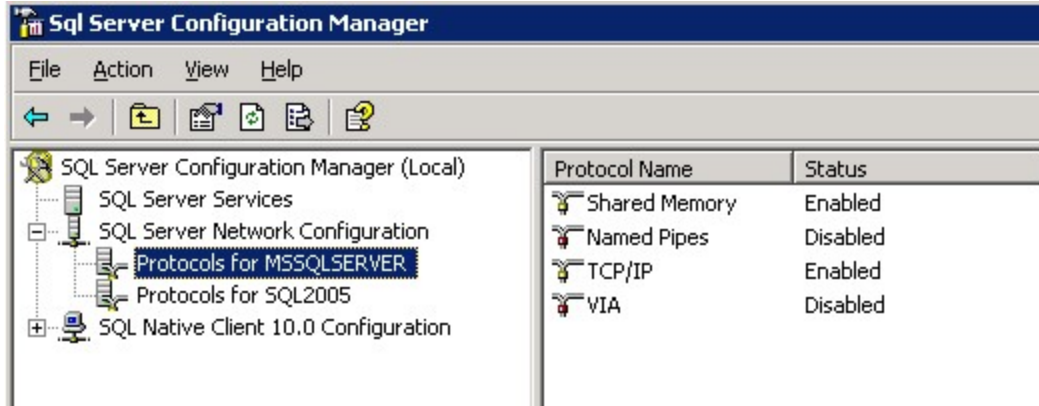 Sql Server Configuration Manager
File Action View Help
SQL Server Configuration Manager (Local)
SQL Server Services
SQL Server Network Configuration
Protocols for MSSQLSERVER
Protocols for SQL2005
SQL Native Client 10.0 Configuration
Protocol Name Status
Shared Memory Enabled
Named Pipes Disabled
TCP/IP Enabled
VIA Disabled